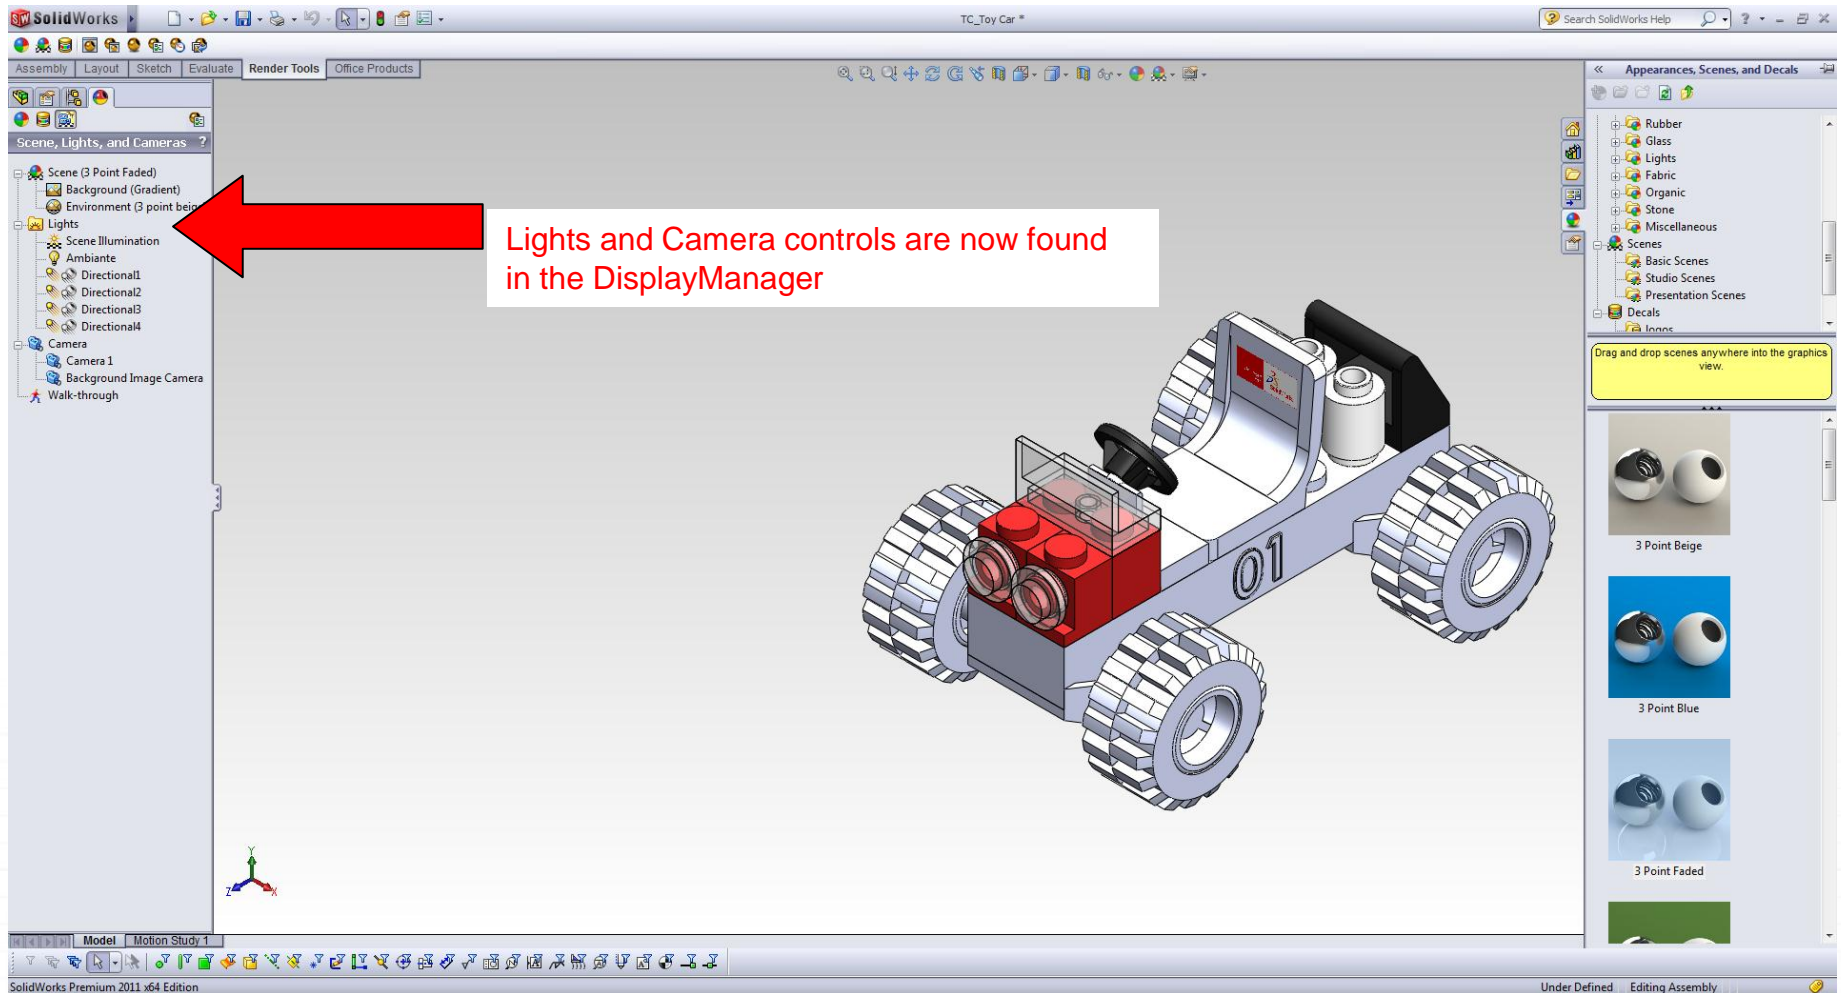 SolidWorks
TC_Toy Car *
Search SolidWorks Help
Assembly Layout Sketch Evaluate Render Tools Office Products
Scene, Lights, and Cameras ?
Scene (3 Point Faded)
Background (Gradient)
Environment (3 point beig
Lights
Scene Illumination
Ambiante
Directional1
Directional2
Directional3
Directional4
Camera
Camera 1
Background Image Camera
Walk-through
Lights and Camera controls are now found
in the DisplayManager
01
Y
Z
X
Appearances, Scenes, and Decals
Rubber
Glass
Lights
Fabric
Organic
Stone
Miscellaneous
Scenes
Basic Scenes
Studio Scenes
Presentation Scenes
Decals
logos
Drag and drop scenes anywhere into the graphics
view.
3 Point Beige
3 Point Blue
3 Point Faded
Model Motion Study 1
SolidWorks Premium 2011 x64 Edition
Under Defined Editing Assembly